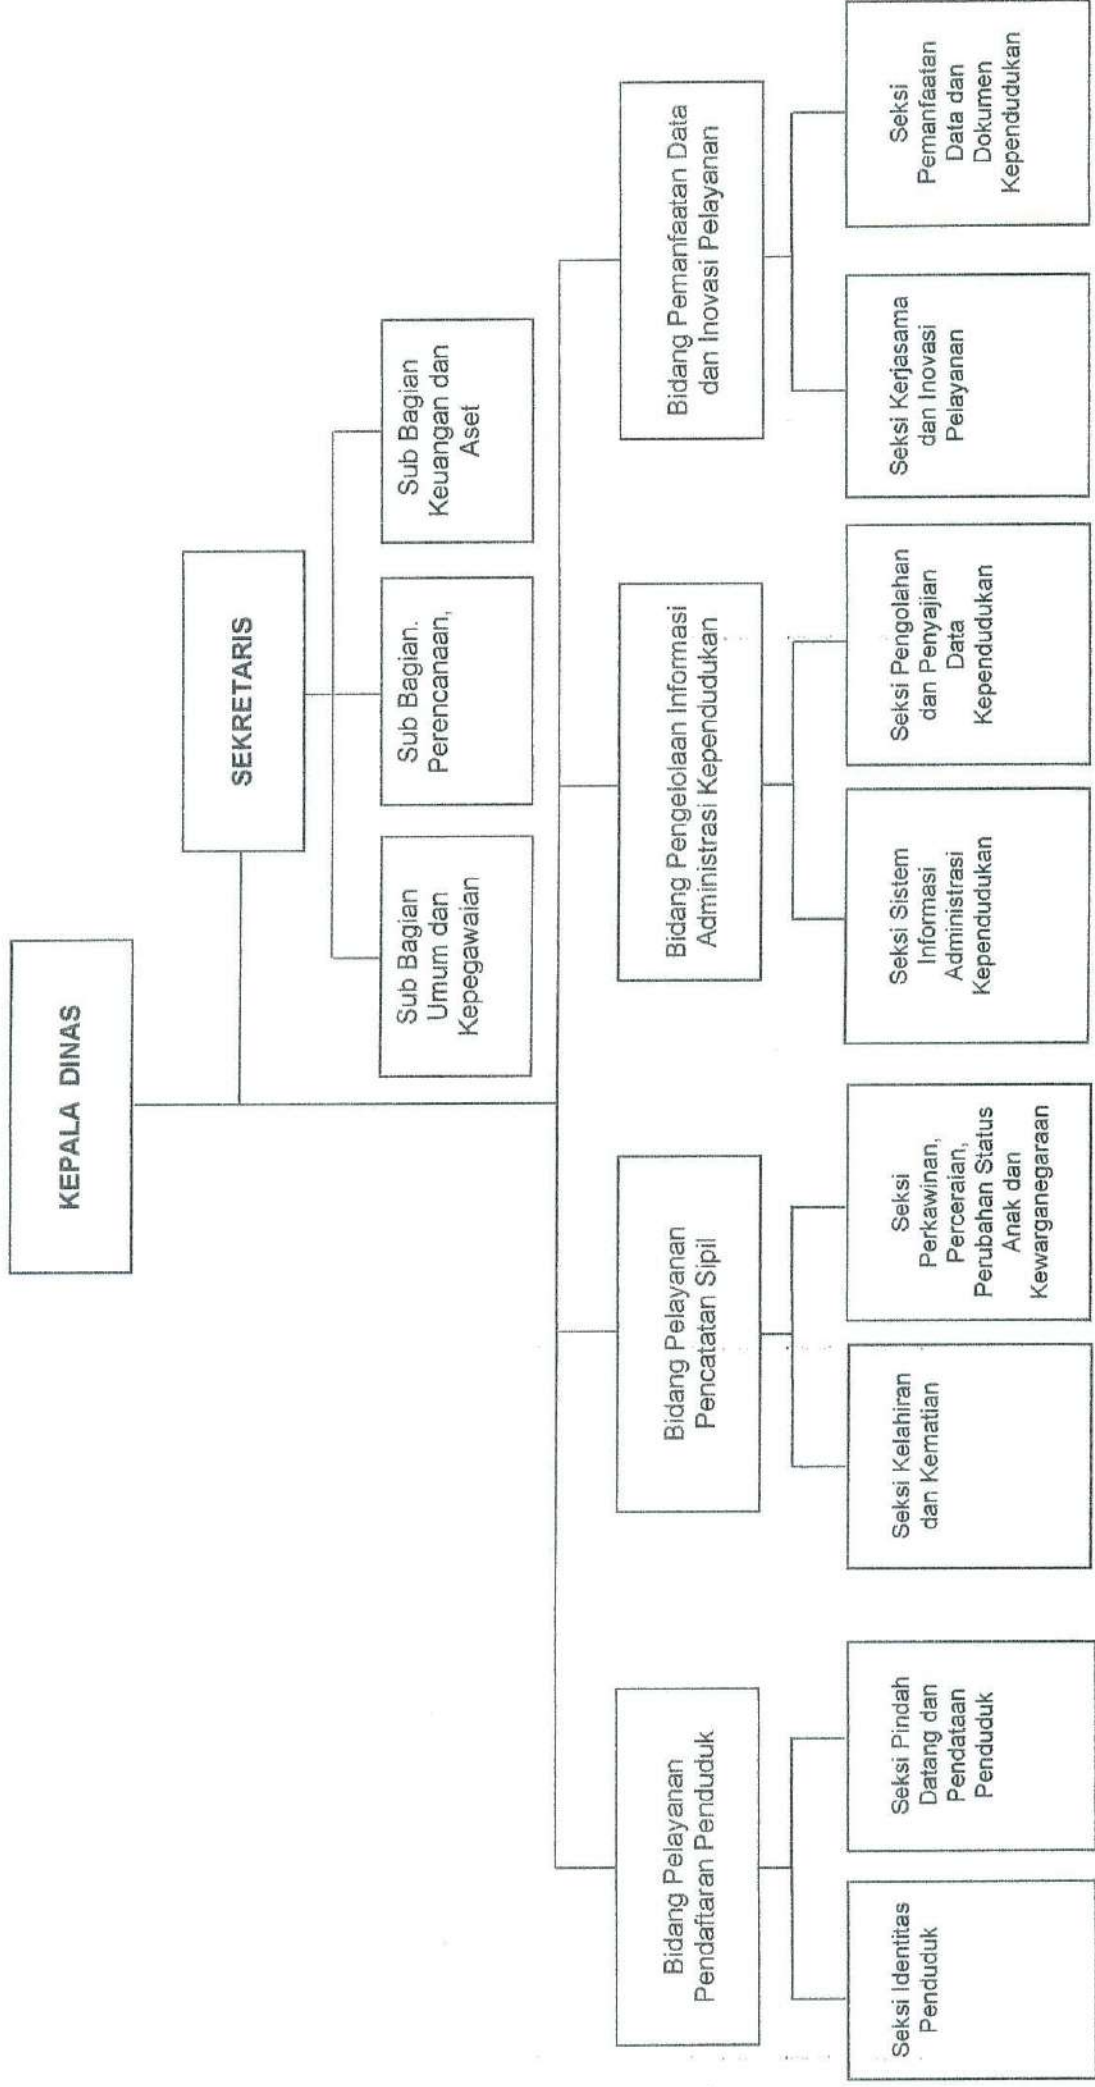 KEPALA DINAS
SEKRETARIS
Sub Bagian
Umum dan
Kepegawaian
Sub Bagian.
Perencanaan,
Sub Bagian
Keuangan dan
Aset
Bidang Pelayanan
Pendaftaran Penduduk
Bidang Pelayanan
Pencatatan Sipil
Bidang Pengelolaan Informasi
Administrasi Kependudukan
Bidang Pemanfaatan Data
dan Inovasi Pelayanan
Seksi Identitas
Penduduk
Seksi Pindah
Datang dan
Pendataan
Penduduk
Seksi Kelahiran
dan Kematian
Seksi
Perkawinan,
Perceraian,
Perubahan Status
Anak dan
Kewarganegaraan
Seksi Sistem
Informasi
Administrasi
Kependudukan
Seksi Pengolahan
dan Penyajian
Data
Kependudukan
Seksi Kerjasama
dan Inovasi
Pelayanan
Seksi
Pemanfaatan
Data dan
Dokumen
Kependudukan